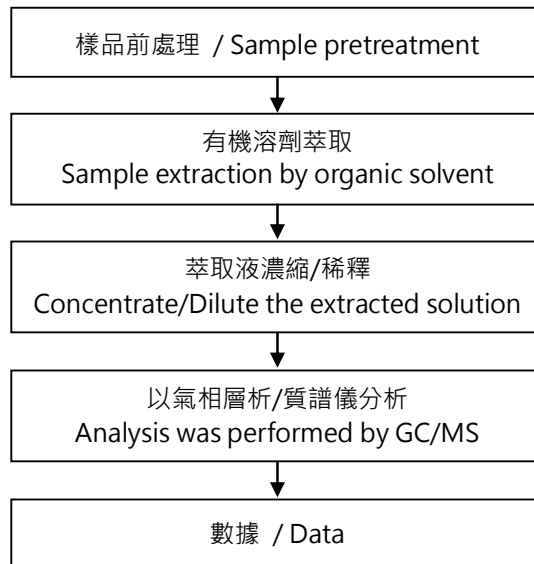 樣品前處理 / Sample pretreatment
有機溶劑萃取
Sample extraction by organic solvent
萃取液濃縮/稀釋
Concentrate/Dilute the extracted solution
以氣相層析/質譜儀分析
Analysis was performed by GC/MS
數據 / Data